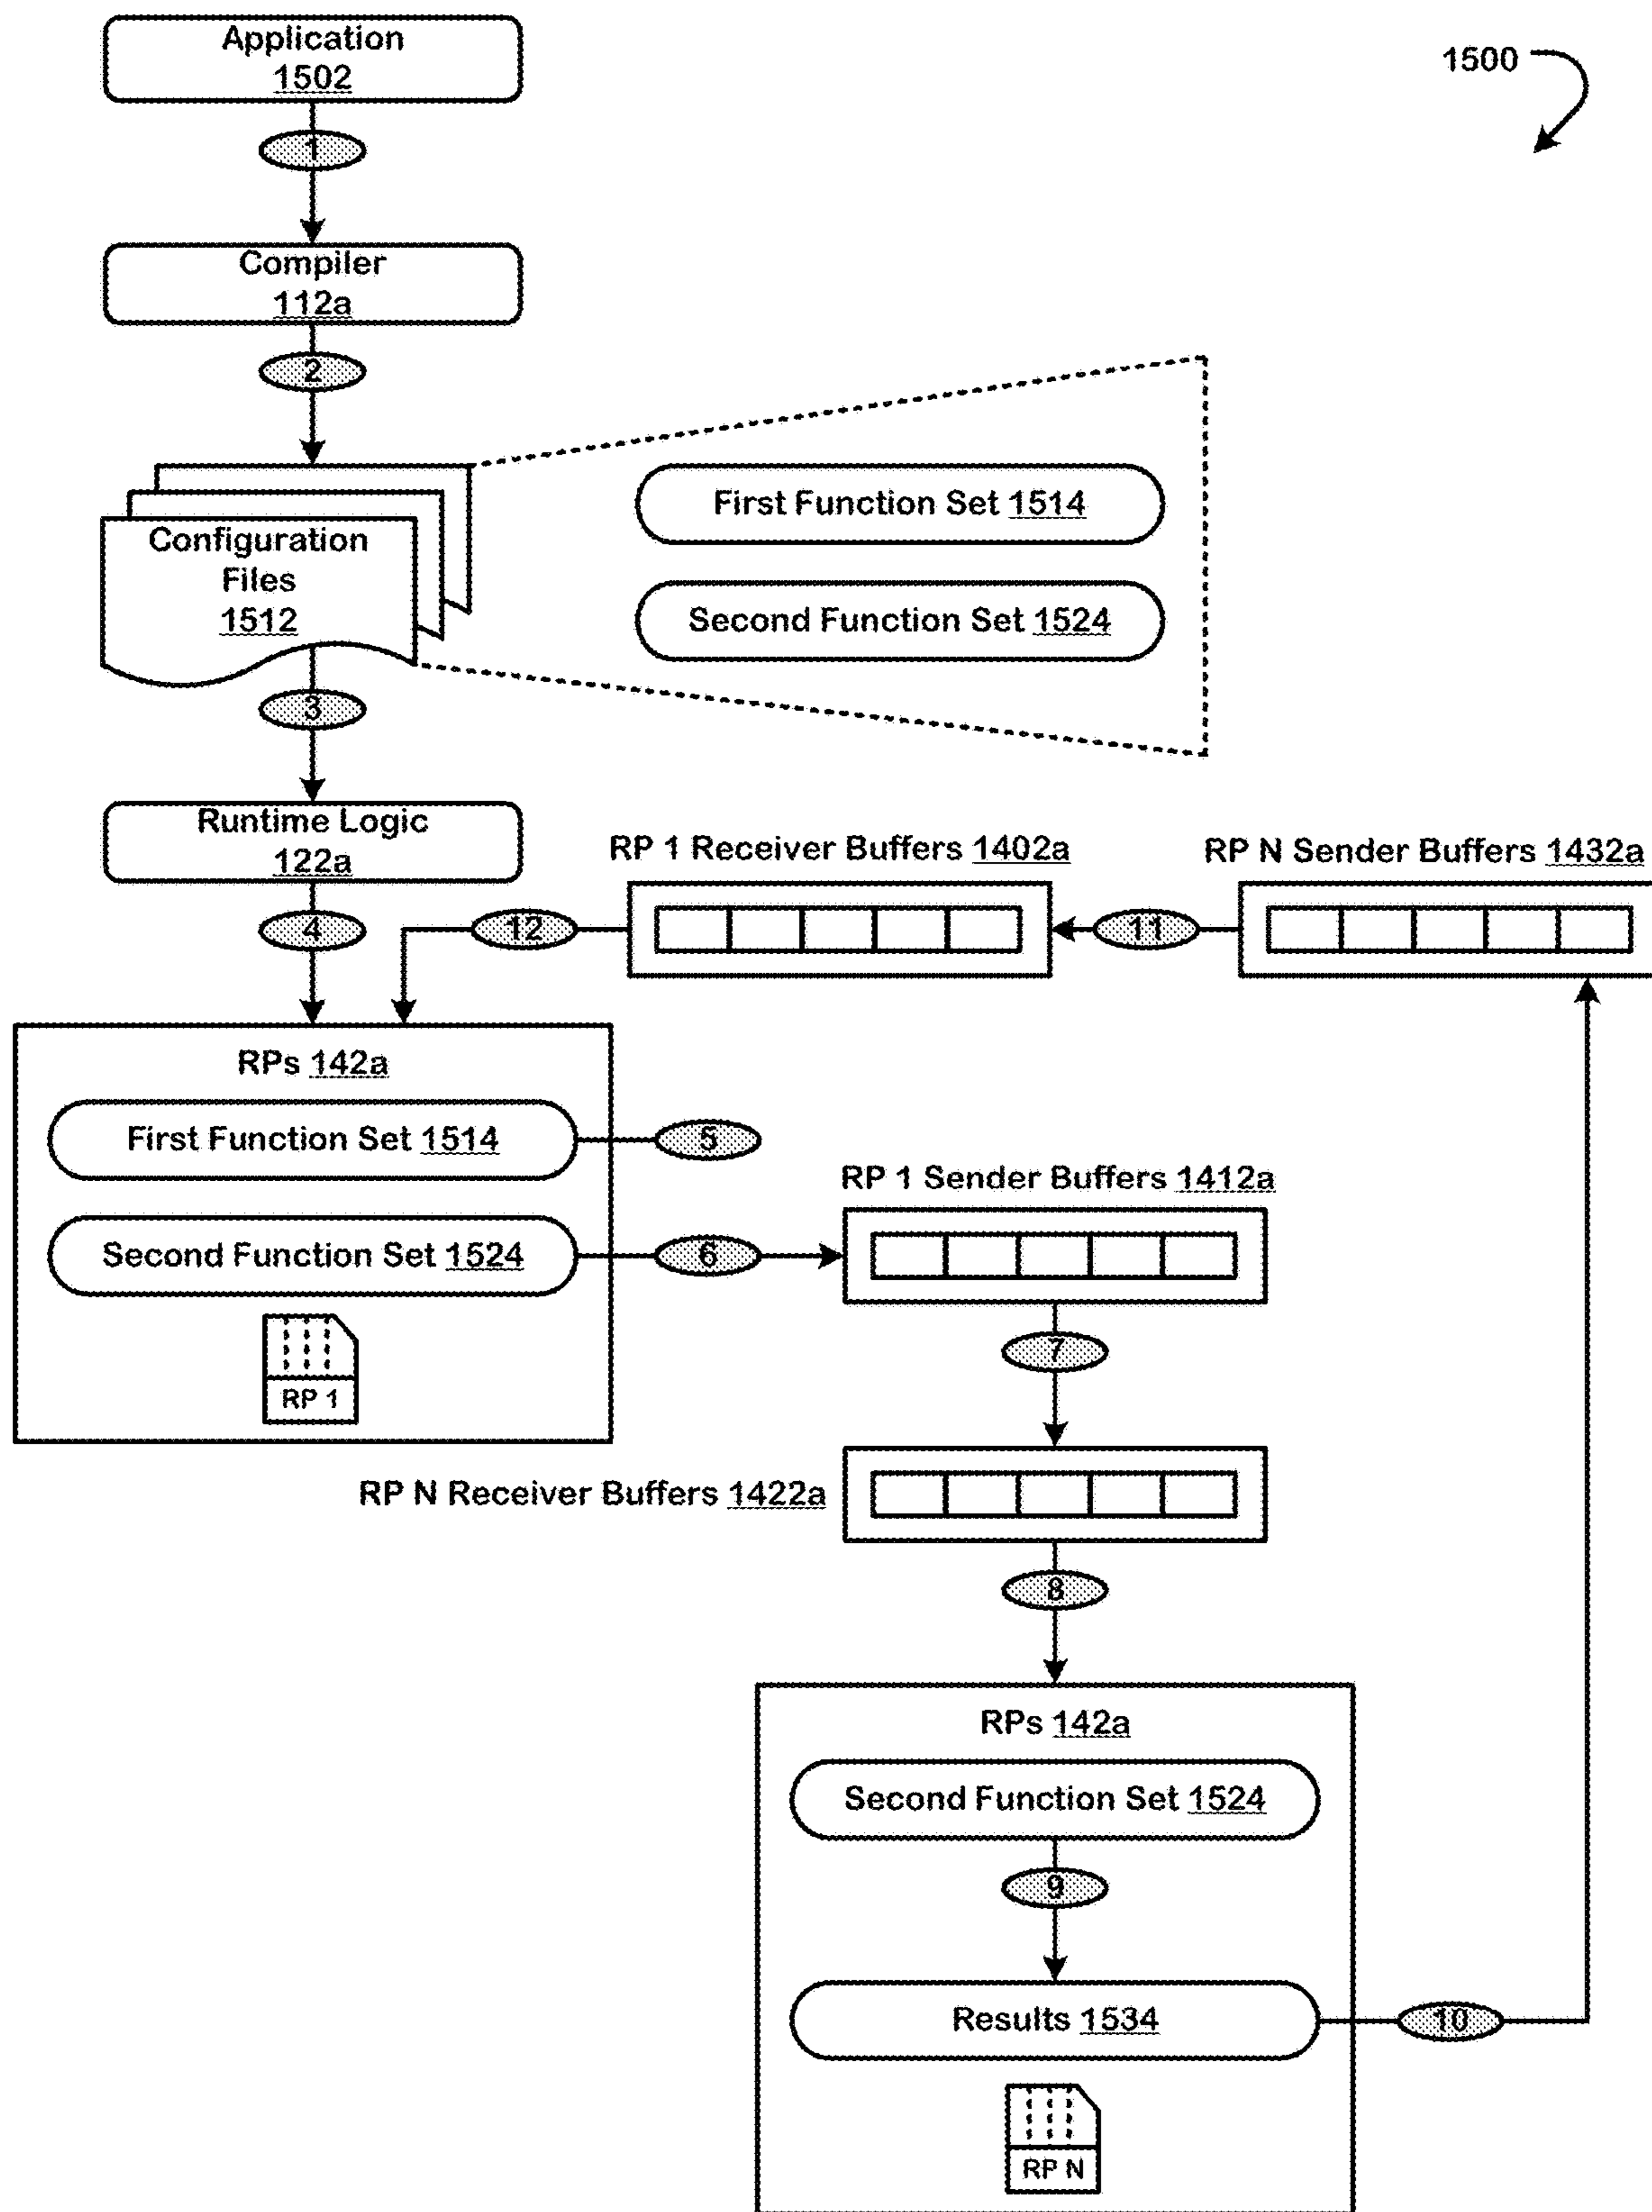 Application
1502
1500
1
Compiler
112a
2
First Function Set 1514
Configuration
Files
1512
Second Function Set 1524
3
Runtime Logic
122a
RP 1 Receiver Buffers 1402a
RP N Sender Buffers 1432a
4
12
11
RPs 142a
First Function Set 1514
5
RP 1 Sender Buffers 1412a
Second Function Set 1524
6
7
RP 1
RP N Receiver Buffers 1422a
8
RPs 142a
Second Function Set 1524
9
Results 1534
10
RP N